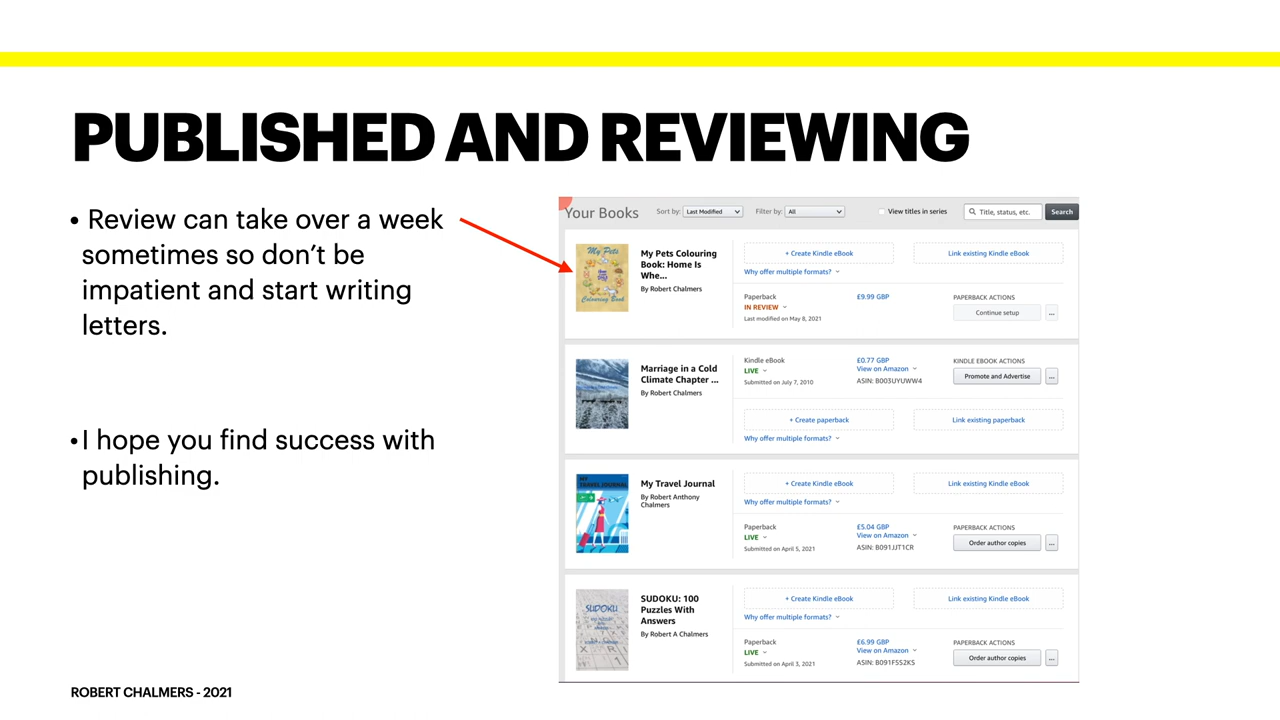 PUBLISHED AND REVIEWING
• Review can take over a week
sometimes so don’t be
impatient and start writing
letters.
•I hope you find success with
publishing.
Your Books
Sort by: Last Modified
Filter by: All
View titles in series
Title, status, etc.
Search
My Pets
Colouring Book
My Pets Colouring
Book: Home Is
Whe...
By Robert Chalmers
+ Create Kindle eBook
Link existing Kindle eBook
Why offer multiple formats?
Paperback
IN REVIEW
Last modified on May 8, 2021
£9.99 GBP
PAPERBACK ACTIONS
Continue setup
...
Marriage in a Cold
Climate Chapter ...
By Robert Chalmers
Kindle eBook
LIVE
Submitted on July 7, 2010
£0.77 GBP
View on Amazon
ASIN: B003UYUWW4
KINDLE EBOOK ACTIONS
Promote and Advertise
...
+ Create paperback
Link existing paperback
Why offer multiple formats?
MY
TRAVEL JOURNAL
My Travel Journal
By Robert Anthony
Chalmers
+ Create Kindle eBook
Link existing Kindle eBook
Why offer multiple formats?
Paperback
LIVE
Submitted on April 5, 2021
£5.04 GBP
View on Amazon
ASIN: B091JJT1CR
PAPERBACK ACTIONS
Order author copies
...
SUDOKU
SUDOKU: 100
Puzzles With
Answers
By Robert A Chalmers
+ Create Kindle eBook
Link existing Kindle eBook
Why offer multiple formats?
Paperback
LIVE
Submitted on April 3, 2021
£6.99 GBP
View on Amazon
ASIN: B091F5S2KS
PAPERBACK ACTIONS
Order author copies
...
ROBERT CHALMERS - 2021